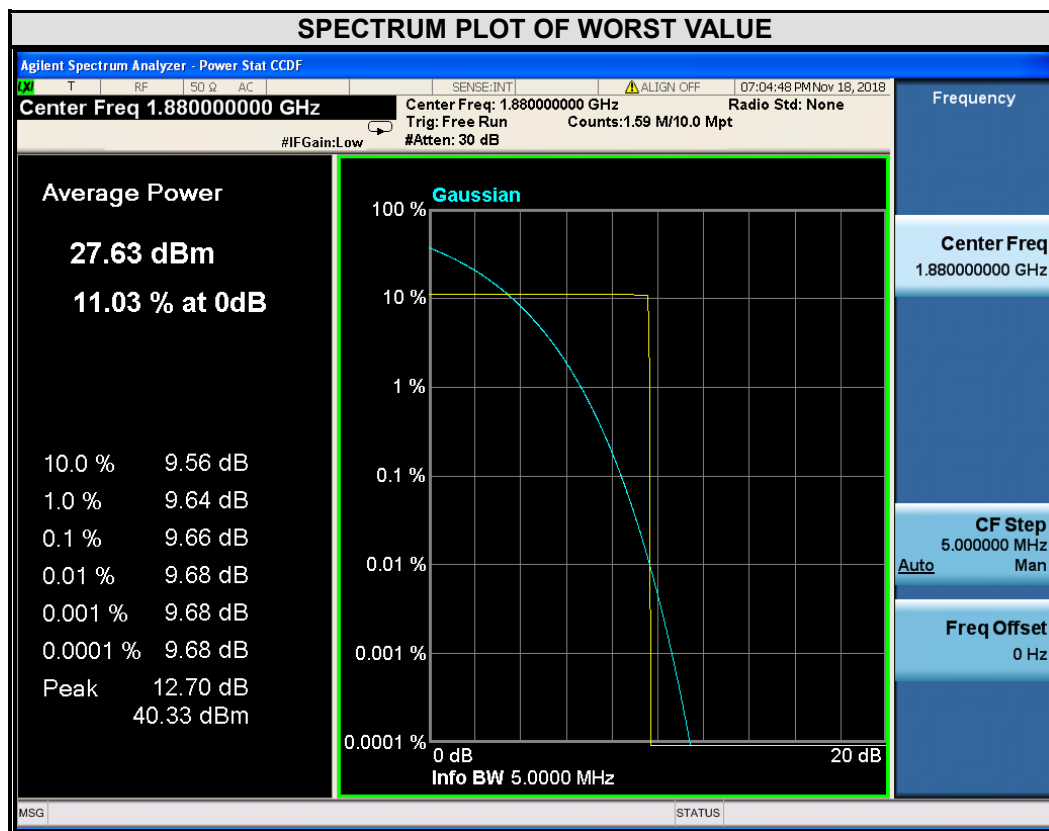 SPECTRUM PLOT OF WORST VALUE
Agilent Spectrum Analyzer - Power Stat CCDF
LXI T RF 50 Ω AC SENSE:INT ALIGN OFF 07:04:48 PM Nov 18, 2018
Center Freq 1.880000000 GHz
Center Freq: 1.880000000 GHz Radio Std: None
Trig: Free Run Counts:1.59 M/10.0 Mpt
#IFGain:Low #Atten: 30 dB
Average Power
27.63 dBm
11.03 % at 0dB
10.0 % 9.56 dB
1.0 % 9.64 dB
0.1 % 9.66 dB
0.01 % 9.68 dB
0.001 % 9.68 dB
0.0001 % 9.68 dB
Peak 12.70 dB
40.33 dBm
Gaussian
100 %
10 %
1 %
0.1 %
0.01 %
0.001 %
0.0001 %
0 dB 20 dB
Info BW 5.0000 MHz
Frequency
Center Freq
1.880000000 GHz
CF Step
5.000000 MHz
Auto Man
Freq Offset
0 Hz
MSG STATUS